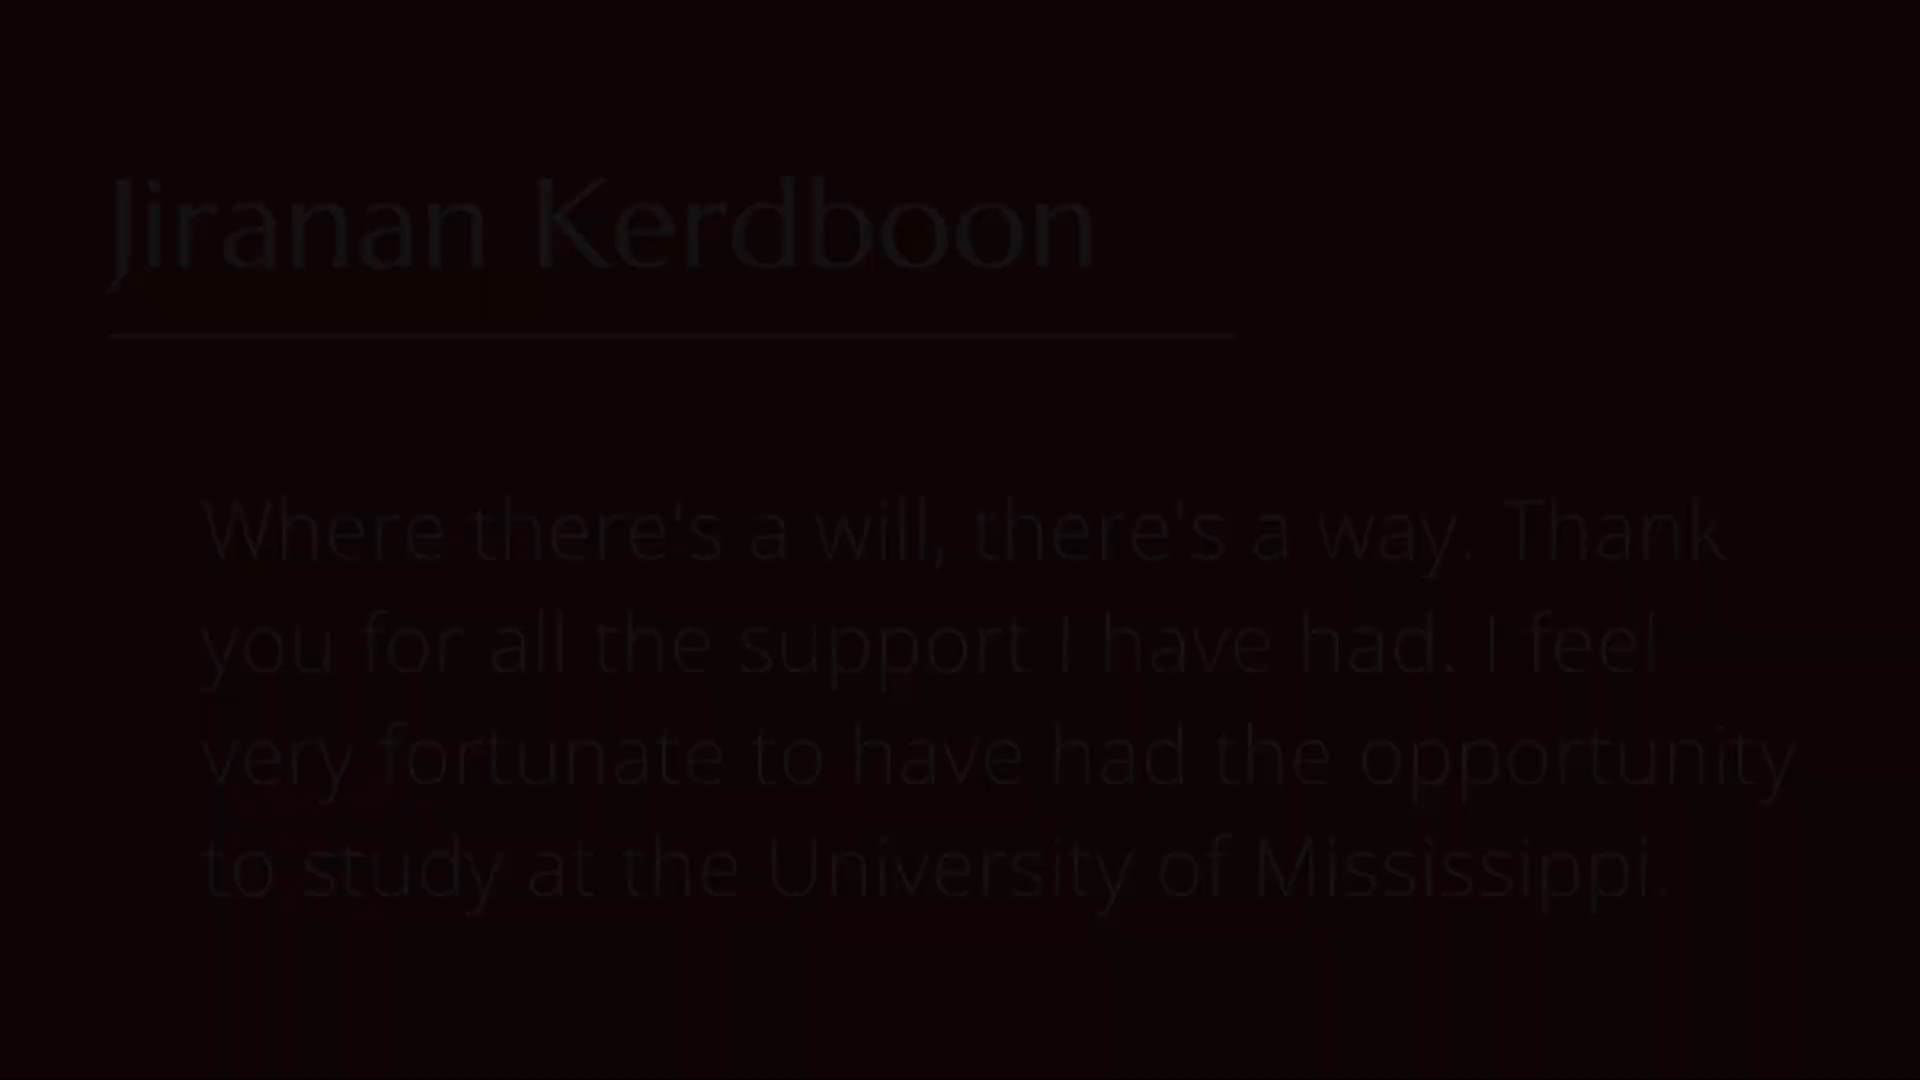 Jiranan Kerdboon
Where there's a will, there's a way. Thank
you for all the support I have had. I feel
very fortunate to have had the opportunity
to study at the University of Mississippi.